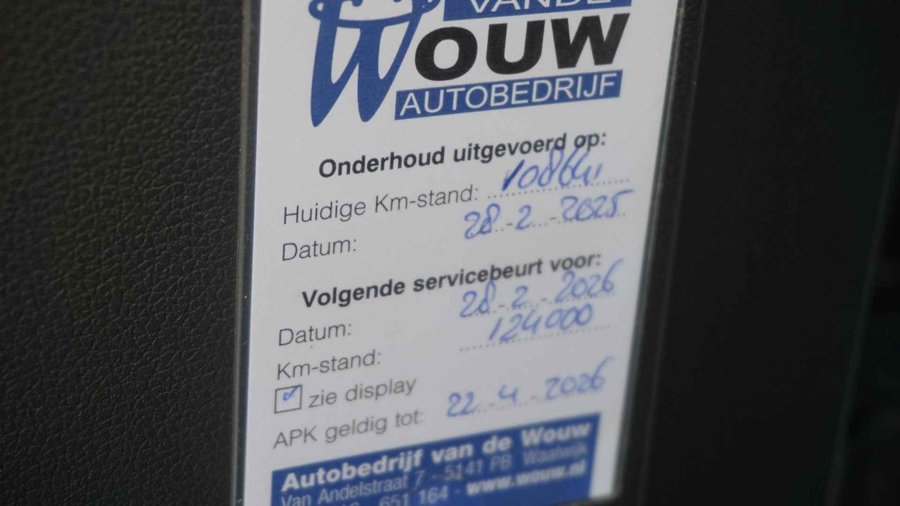 VAN DE
WOUW
AUTOBEDRIJF
Onderhoud uitgevoerd op:
Huidige Km-stand: 108641
Datum: 28-2-2025
Volgende servicebeurt voor:
Datum: 28-2-2026
Km-stand: 124000
zie display
APK geldig tot: 22-4-2026
Autobedrijf van de Wouw
Van Andelstraat 7 - 5141 PB Waalwijk
651 164 - www.wouw.nl